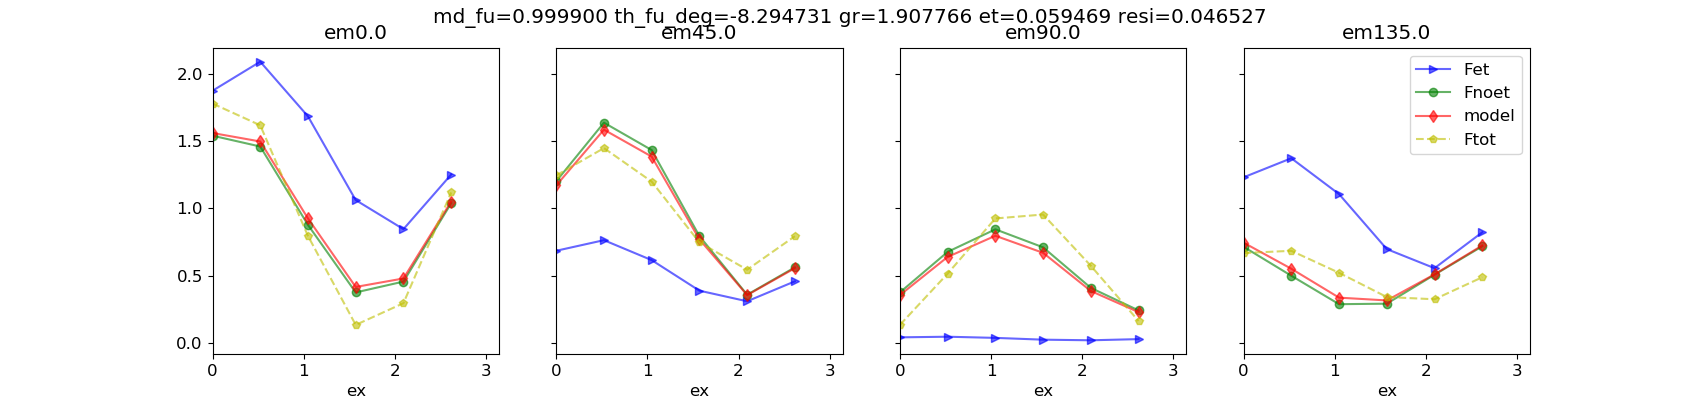 md_fu=0.999900 th_fu_deg=-8.294731 gr=1.907766 et=0.059469 resi=0.046527
em0.0
em45.0
em90.0
em135.0
2.0
1.5
1.0
0.5
0.0
Fet
Fnoet
model
Ftot
0 1 2 3
0 1 2 3
0 1 2 3
0 1 2 3
ex
ex
ex
ex